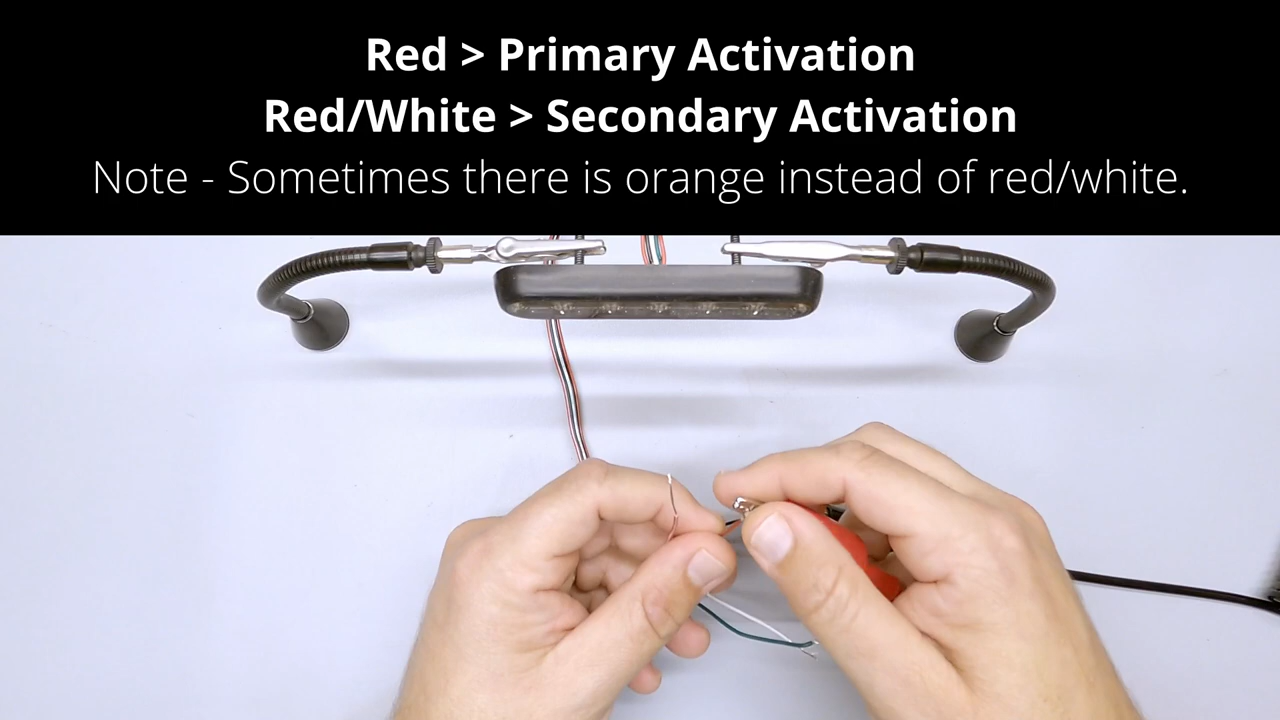 Red > Primary Activation
Red/White > Secondary Activation
Note - Sometimes there is orange instead of red/white.